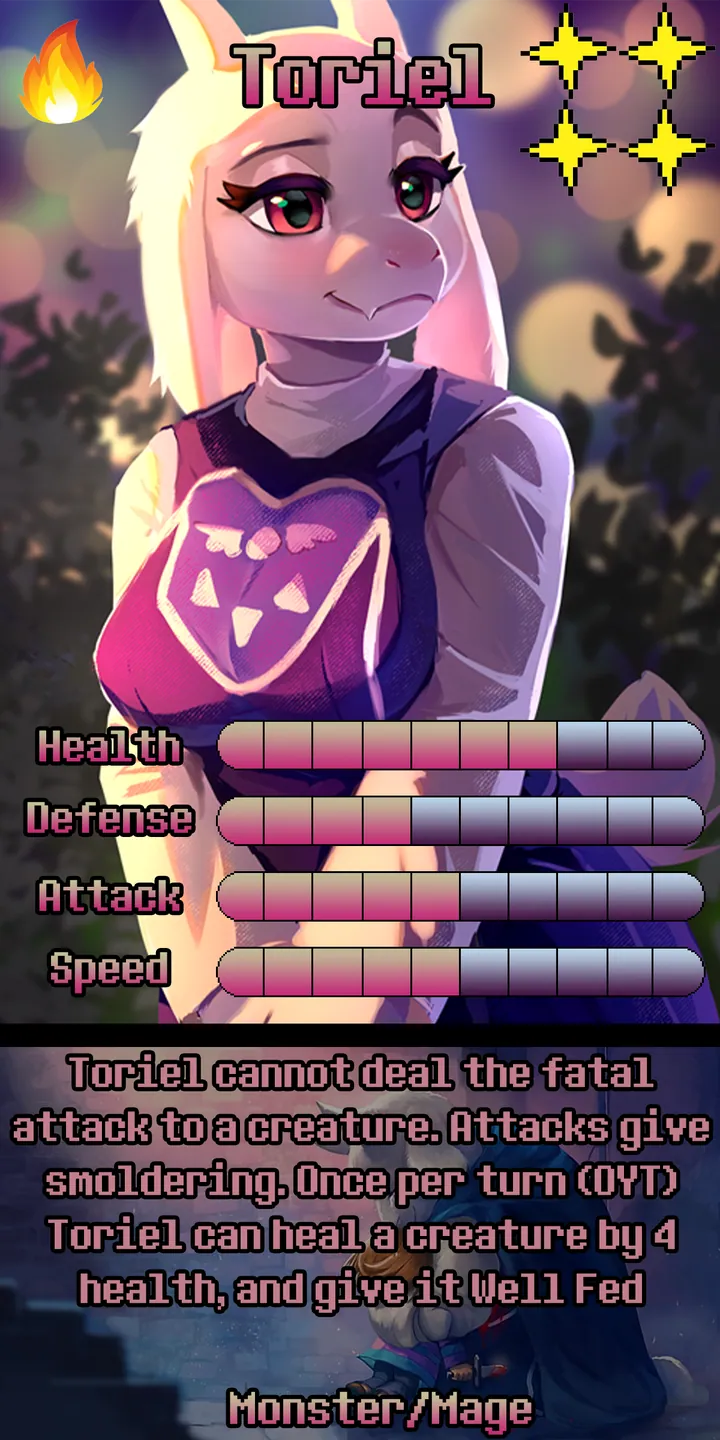 Toriel
Health
Defense
Attack
Speed
Toriel cannot deal the fatal
attack to a creature. Attacks give
smoldering. Once per turn (OYT)
Toriel can heal a creature by 4
health, and give it Well Fed
Monster/Mage